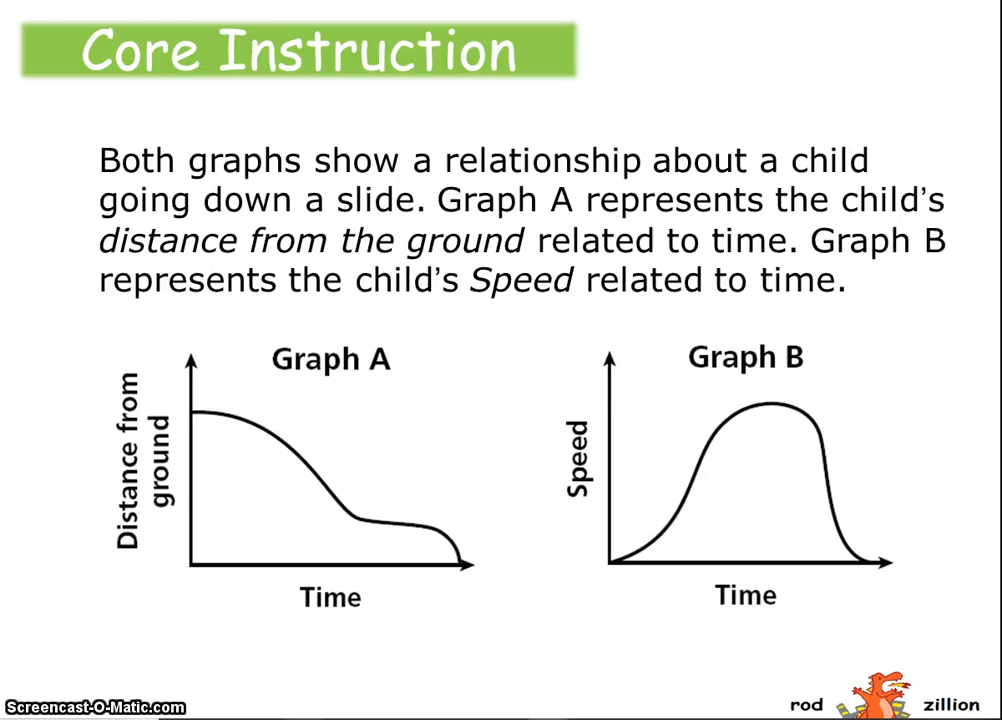 Core Instruction
Both graphs show a relationship about a child
going down a slide. Graph A represents the child’s
distance from the ground related to time. Graph B
represents the child’s Speed related to time.
Graph A
Distance from
ground
Time
Graph B
Speed
Time
Screencast-O-Matic.com
rod zillion